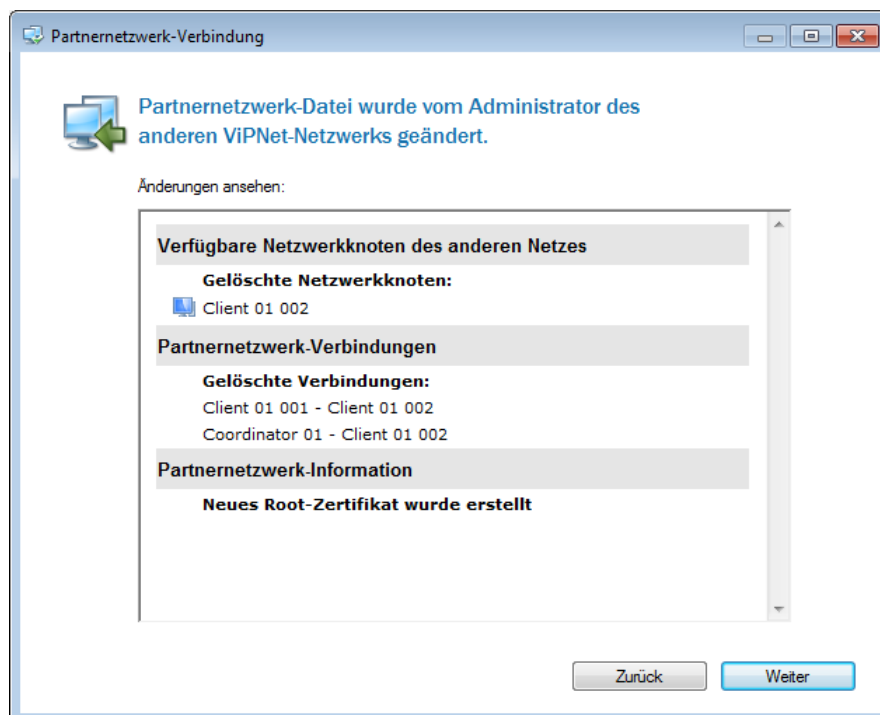 Partnernetzwerk-Verbindung
Partnernetzwerk-Datei wurde vom Administrator des
anderen ViPNet-Netzwerks geändert.
Änderungen ansehen:
Verfügbare Netzwerkknoten des anderen Netzes
Gelöschte Netzwerkknoten:
Client 01 002
Partnernetzwerk-Verbindungen
Gelöschte Verbindungen:
Client 01 001 - Client 01 002
Coordinator 01 - Client 01 002
Partnernetzwerk-Information
Neues Root-Zertifikat wurde erstellt
Zurück
Weiter